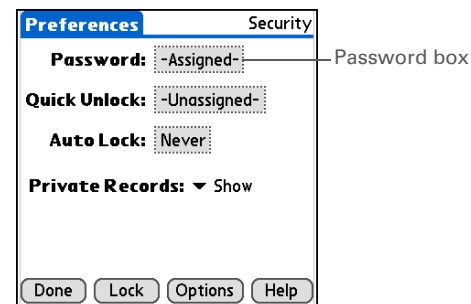 Preferences Security
Password: -Assigned- Password box
Quick Unlock: -Unassigned-
Auto Lock: Never
Private Records: Show
Done Lock Options Help